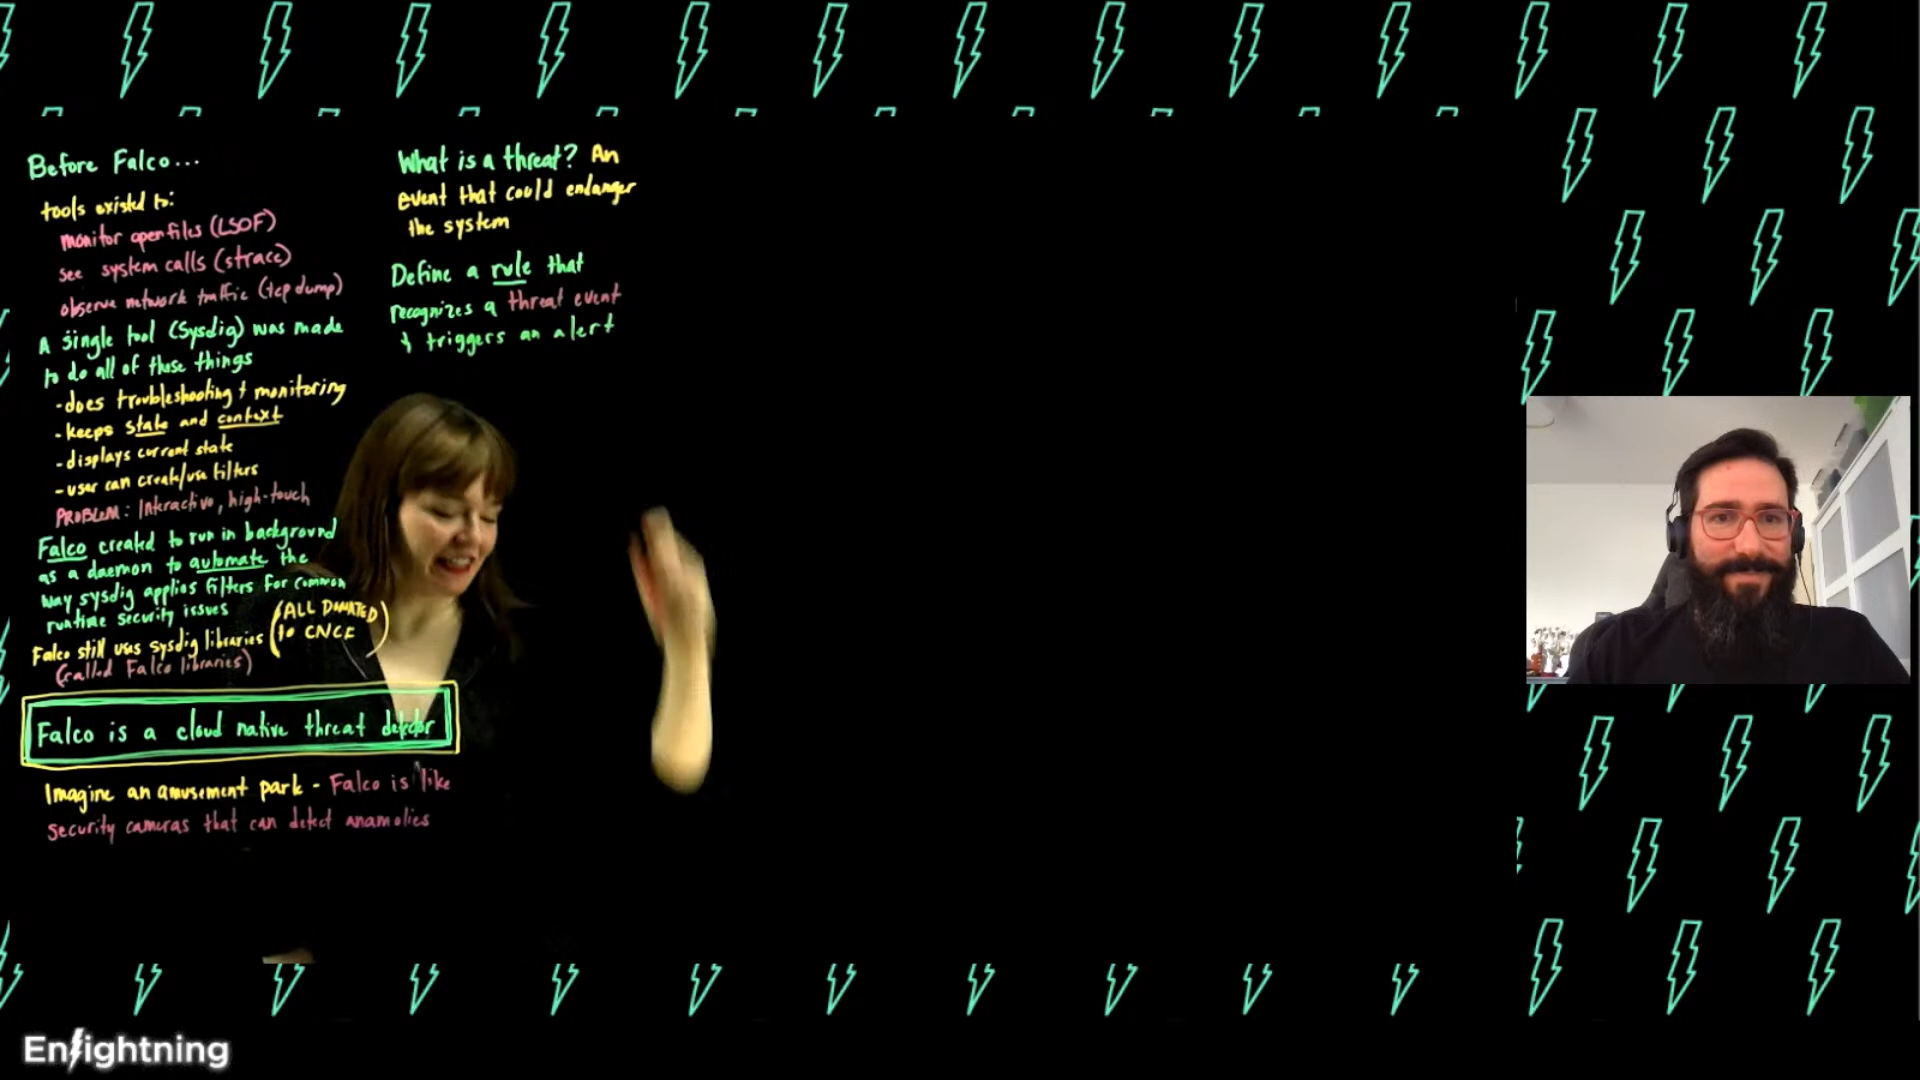 Before Falco...
tools existed to:
monitor open files (LSOF)
see system calls (strace)
observe network traffic (tcp dump)
A single tool (Sysdig) was made
to do all of these things
- does troubleshooting + monitoring
- keeps state and context
- displays current state
- user can create/use filters
PROBLEM: Interactive, high-touch
Falco created to run in background
as a daemon to automate the
way sysdig applies filters for common
runtime security issues
Falco still uses sysdig libraries
(called Falco libraries)
(ALL DONATED
to CNCF)
Falco is a cloud native threat detector
Imagine an amusement park - Falco is like
security cameras that can detect anamolies
What is a threat? An
event that could endanger
the system
Define a rule that
recognizes a threat event
& triggers an alert
Enlightning